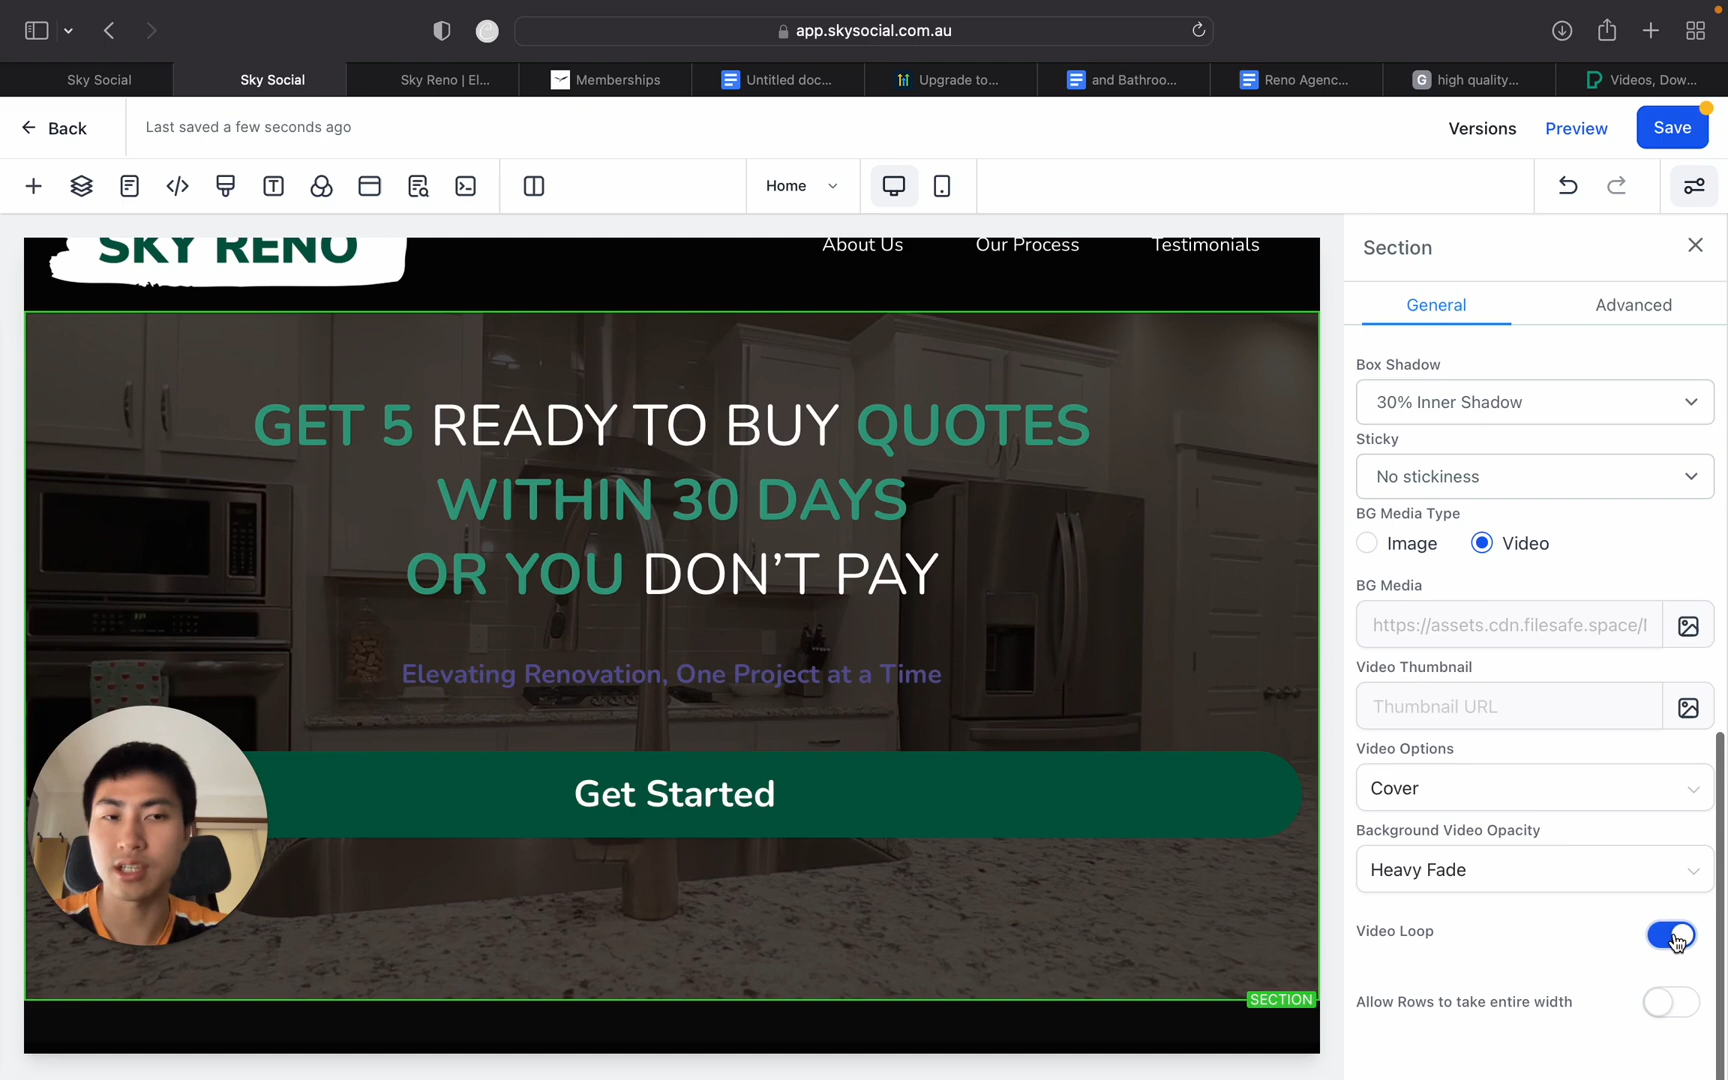 app.skysocial.com.au
Sky Social
Sky Social
Sky Reno | El...
Memberships
Untitled doc...
Upgrade to...
and Bathroo...
Reno Agenc...
G high quality...
Videos, Dow...
Back
Last saved a few seconds ago
Versions
Preview
Save
Home
SKY RENO
About Us
Our Process
Testimonials
GET 5 READY TO BUY QUOTES
WITHIN 30 DAYS
OR YOU DON'T PAY
Elevating Renovation, One Project at a Time
Get Started
SECTION
Section
General
Advanced
Box Shadow
30% Inner Shadow
Sticky
No stickiness
BG Media Type
Image
Video
BG Media
https://assets.cdn.filesafe.space/l
Video Thumbnail
Thumbnail URL
Video Options
Cover
Background Video Opacity
Heavy Fade
Video Loop
Allow Rows to take entire width